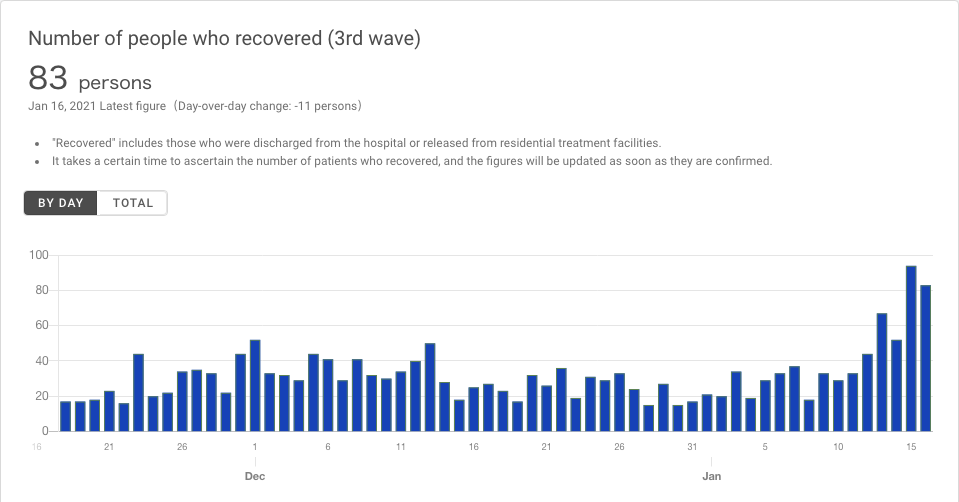 Number of people who recovered (3rd wave)
83 persons
Jan 16, 2021 Latest figure（Day-over-day change: -11 persons）
• "Recovered" includes those who were discharged from the hospital or released from residential treatment facilities.
• It takes a certain time to ascertain the number of patients who recovered, and the figures will be updated as soon as they are confirmed.
BY DAY TOTAL
100
80
60
40
20
0
16 21 26 1 6 11 16 21 26 31 5 10 15
Dec Jan